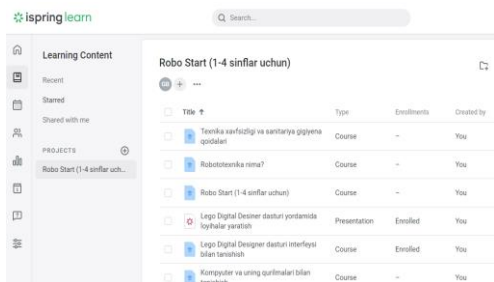 ispring learn
Search...
Learning Content
Recent
Starred
Shared with me
PROJECTS
Robo Start (1-4 sinflar uch...
Robo Start (1-4 sinflar uchun)
GB
Title ↑ Type Enrollments Created by
Texnika xavfsizligi va sanitariya gigiyena
qoidalari
Course – You
Robototexnika nima? Course – You
Robo Start (1-4 sinflar uchun) Course – You
Lego Digital Desiner dasturi yordamida
loyihalar yaratish
Presentation Enrolled You
Lego Digital Designer dasturi interfeysi
bilan tanishish
Course Enrolled You
Kompyuter va uning qurilmalari bilan
tanishish
Course – You